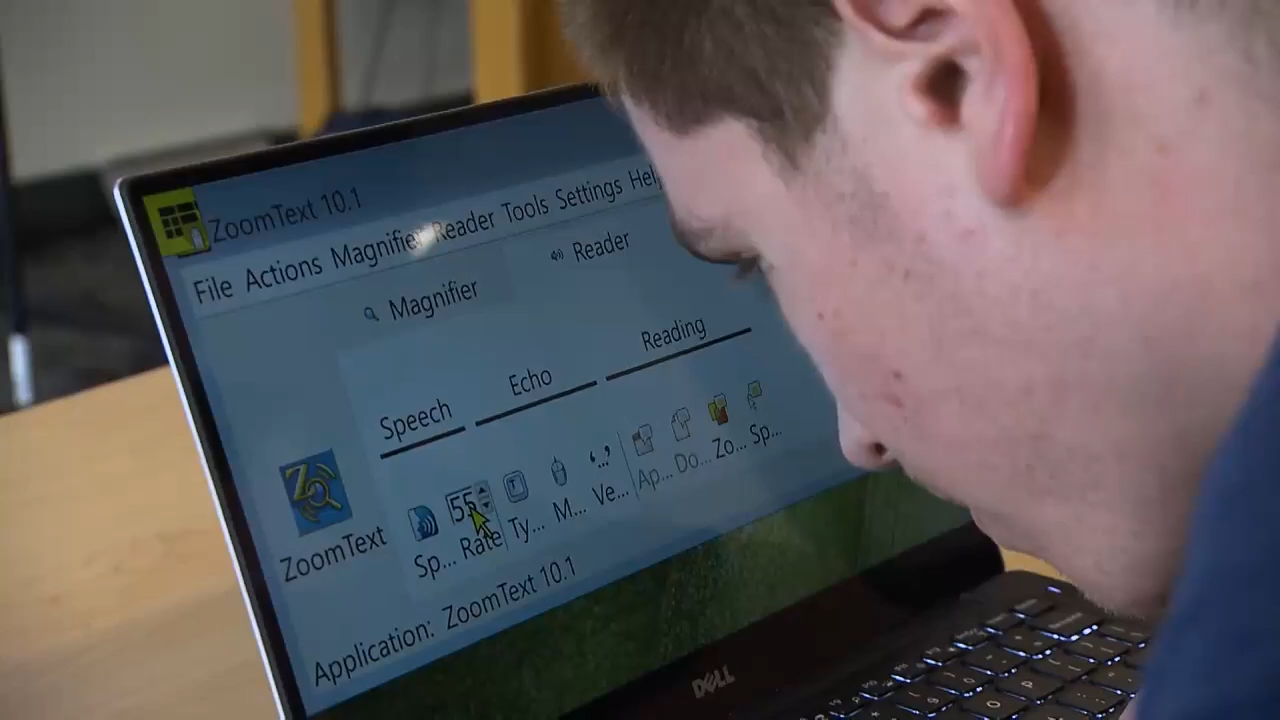 ZoomText 10.1
File Actions Magnifier Reader Tools Settings Help
Magnifier Reader
Speech Echo Reading
55
Sp... Rate Ty... M... Ve... Ap... Do... Zo... Sp...
ZoomText
Application: ZoomText 10.1
DELL